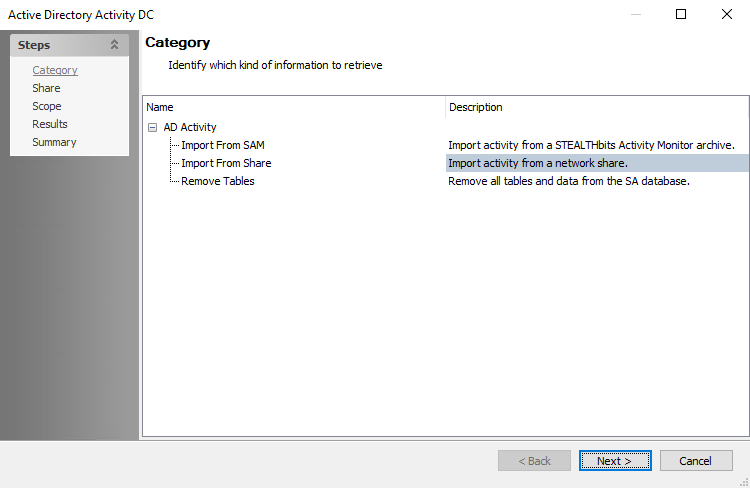 Active Directory Activity DC
Steps
Category
Share
Scope
Results
Summary
Category
Identify which kind of information to retrieve
Name Description
AD Activity
Import From SAM Import activity from a STEALTHbits Activity Monitor archive.
Import From Share Import activity from a network share.
Remove Tables Remove all tables and data from the SA database.
< Back Next > Cancel